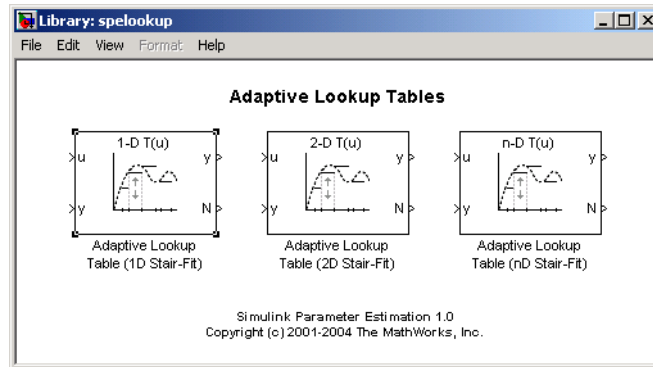 Library: spelookup
File Edit View Format Help
Adaptive Lookup Tables
1-D T(u)
u
y
y
N
Adaptive Lookup
Table (1D Stair-Fit)
2-D T(u)
u
y
y
N
Adaptive Lookup
Table (2D Stair-Fit)
n-D T(u)
u
y
y
N
Adaptive Lookup
Table (nD Stair-Fit)
Simulink Parameter Estimation 1.0
Copyright (c) 2001-2004 The MathWorks, Inc.